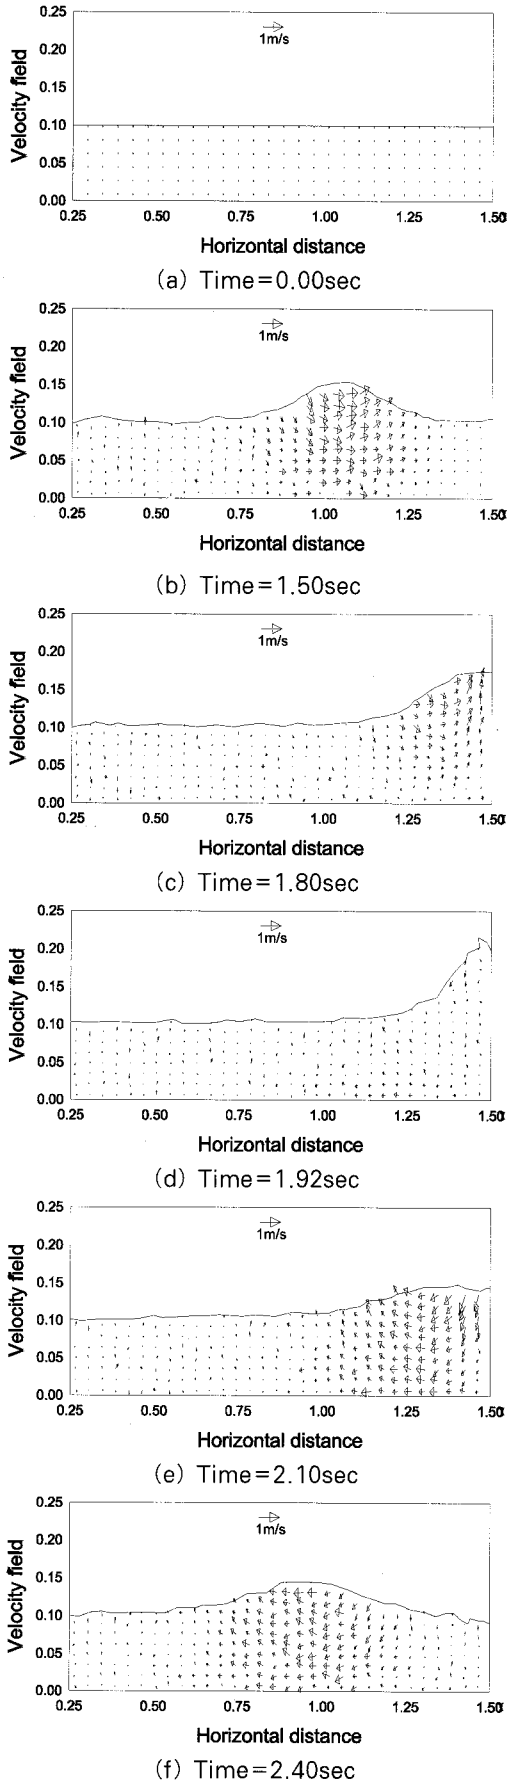 0.25
1m/s
0.20
0.15
0.10
0.05
0.00
Velocity field
0.25 0.50 0.75 1.00 1.25 1.50x
Horizontal distance
(a) Time=0.00sec
0.25
1m/s
0.20
0.15
0.10
0.05
0.00
Velocity field
0.25 0.50 0.75 1.00 1.25 1.50x
Horizontal distance
(b) Time=1.50sec
0.25
1m/s
0.20
0.15
0.10
0.05
0.00
Velocity field
0.25 0.50 0.75 1.00 1.25 1.50x
Horizontal distance
(c) Time=1.80sec
0.25
1m/s
0.20
0.15
0.10
0.05
0.00
Velocity field
0.25 0.50 0.75 1.00 1.25 1.50x
Horizontal distance
(d) Time=1.92sec
0.25
1m/s
0.20
0.15
0.10
0.05
0.00
Velocity field
0.25 0.50 0.75 1.00 1.25 1.50x
Horizontal distance
(e) Time=2.10sec
0.25
1m/s
0.20
0.15
0.10
0.05
0.00
Velocity field
0.25 0.50 0.75 1.00 1.25 1.50x
Horizontal distance
(f) Time=2.40sec